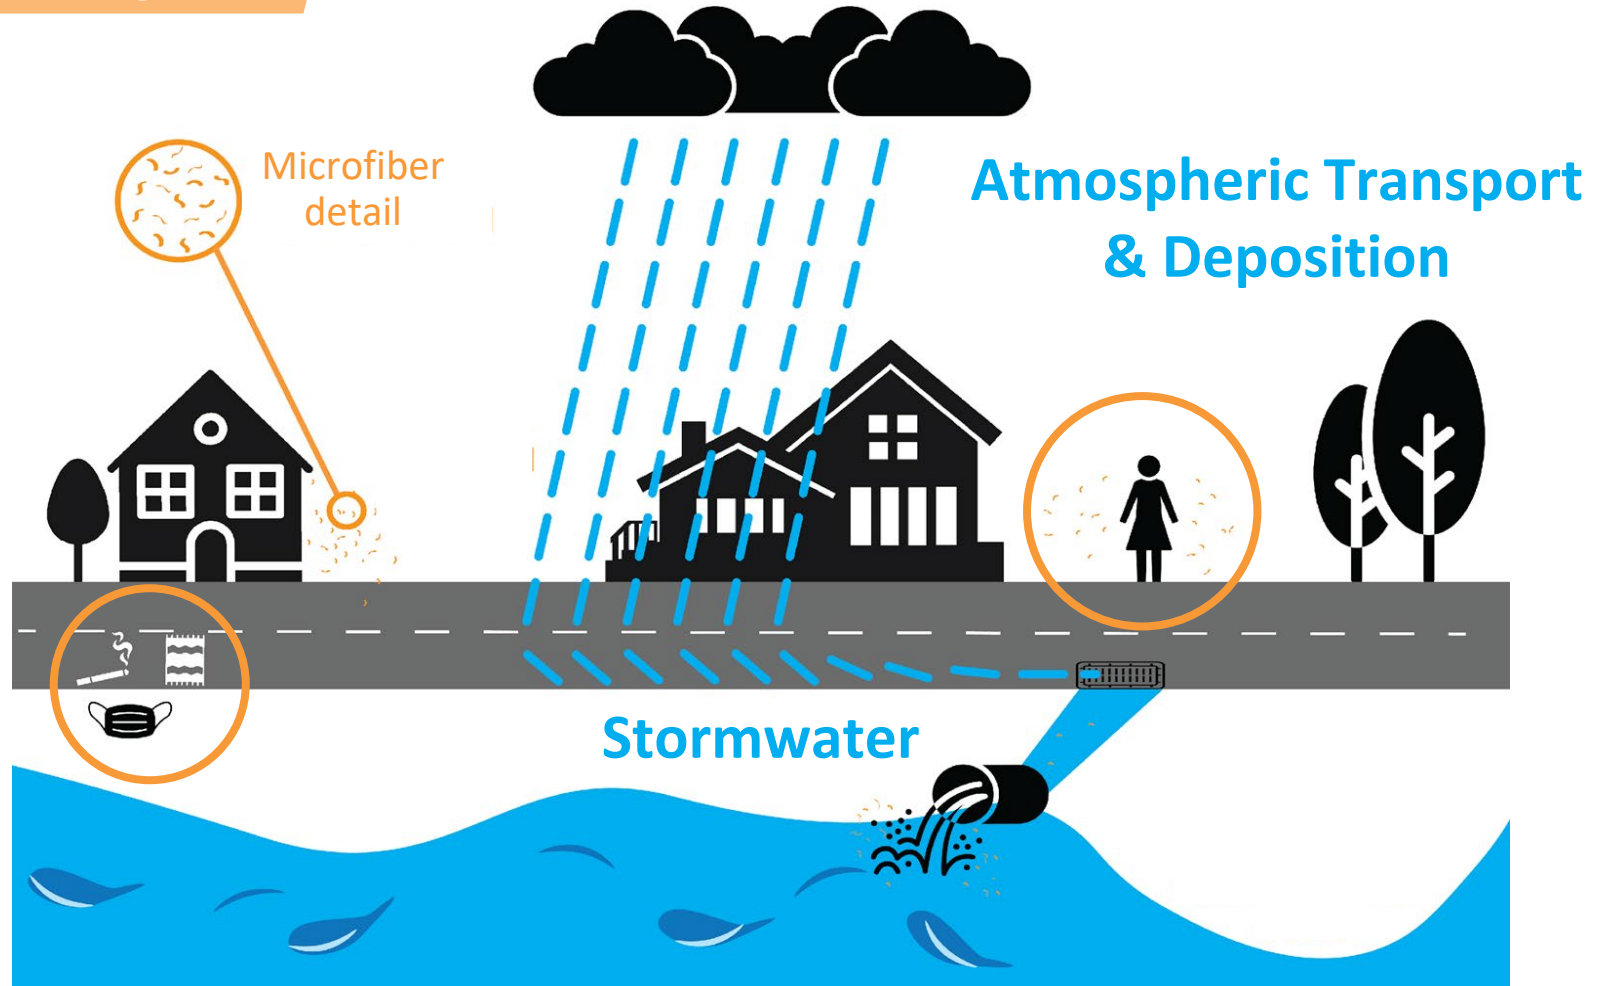 Microfiber
detail
Atmospheric Transport
& Deposition
Stormwater